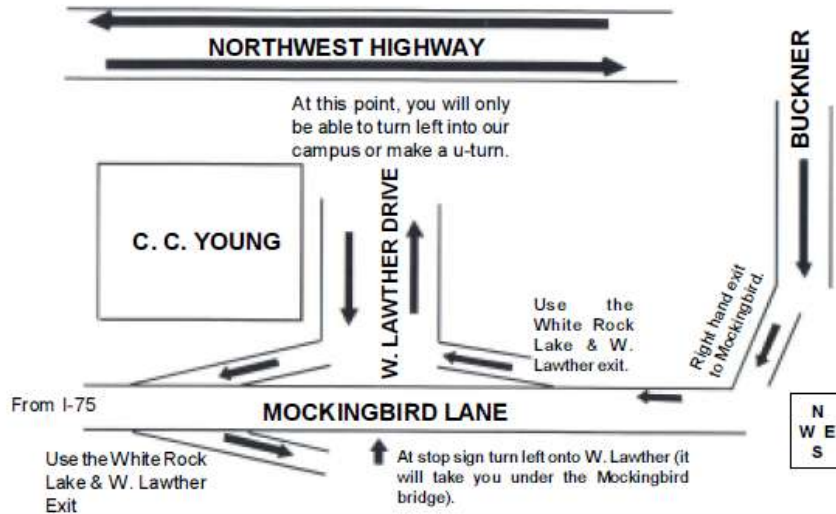 NORTHWEST HIGHWAY
BUCKNER
At this point, you will only
be able to turn left into our
campus or make a u-turn.
C. C. YOUNG
W. LAWTHER DRIVE
Use the
White Rock
Lake & W.
Lawther exit.
Right hand exit
to Mockingbird.
From I-75
MOCKINGBIRD LANE
N
W E
S
Use the White Rock
Lake & W. Lawther
Exit
At stop sign turn left onto W. Lawther (it
will take you under the Mockingbird
bridge).